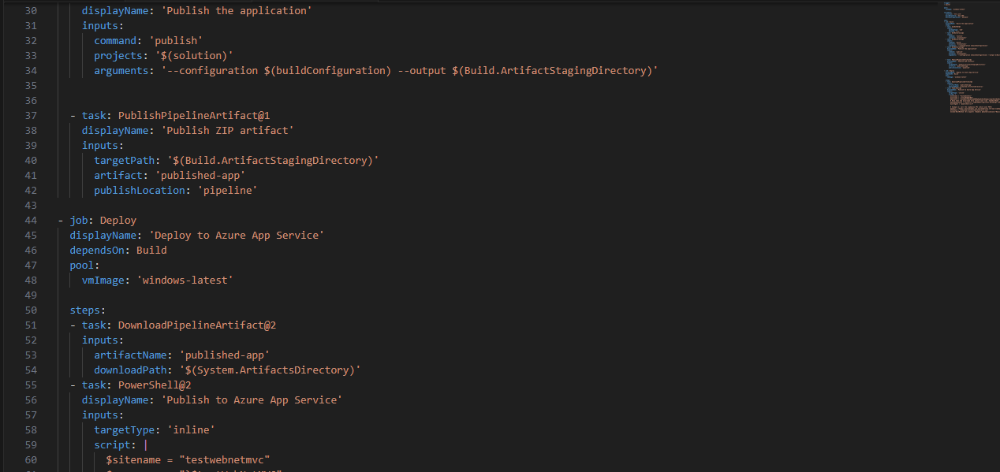 30 displayName: 'Publish the application'
31 inputs:
32 command: 'publish'
33 projects: '$(solution)'
34 arguments: '--configuration $(buildConfiguration) --output $(Build.ArtifactStagingDirectory)'
35
36
37 - task: PublishPipelineArtifact@1
38 displayName: 'Publish ZIP artifact'
39 inputs:
40 targetPath: '$(Build.ArtifactStagingDirectory)'
41 artifact: 'published-app'
42 publishLocation: 'pipeline'
43
44 - job: Deploy
45 displayName: 'Deploy to Azure App Service'
46 dependsOn: Build
47 pool:
48 vmImage: 'windows-latest'
49
50 steps:
51 - task: DownloadPipelineArtifact@2
52 inputs:
53 artifactName: 'published-app'
54 downloadPath: '$(System.ArtifactsDirectory)'
55 - task: PowerShell@2
56 displayName: 'Publish to Azure App Service'
57 inputs:
58 targetType: 'inline'
59 script: |
60 $sitename = "testwebnetmvc"